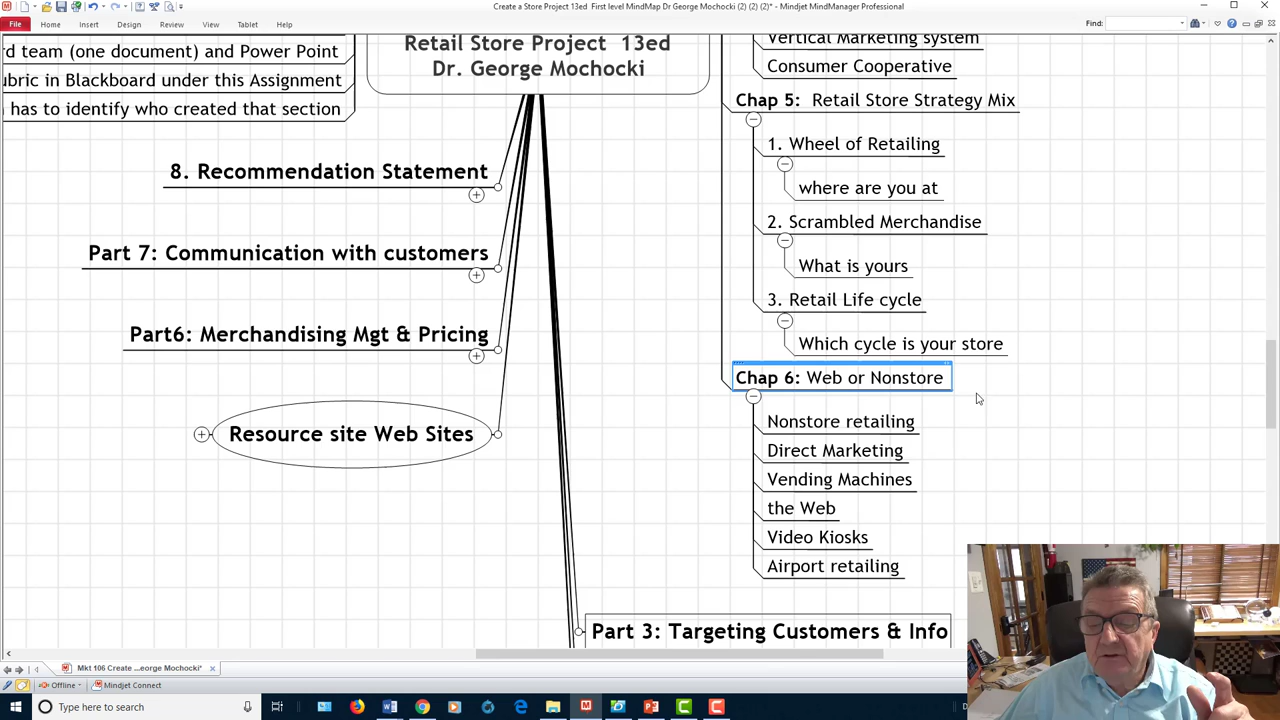 Create a Store Project 13ed First level MindMap Dr George Mochocki (2) (2) (2)* - Mindjet MindManager Professional
File Home Insert Design Review View Tablet Help
Find:
rd team (one document) and Power Point
ubric in Blackboard under this Assignment
has to identify who created that section
Retail Store Project 13ed
Dr. George Mochocki
8. Recommendation Statement
Part 7: Communication with customers
Part6: Merchandising Mgt & Pricing
Resource site Web Sites
Vertical Marketing system
Consumer Cooperative
Chap 5: Retail Store Strategy Mix
1. Wheel of Retailing
where are you at
2. Scrambled Merchandise
What is yours
3. Retail Life cycle
Which cycle is your store
Chap 6: Web or Nonstore
Nonstore retailing
Direct Marketing
Vending Machines
the Web
Video Kiosks
Airport retailing
Part 3: Targeting Customers & Info
Mkt 106 Create ...eorge Mochocki*
Offline Mindjet Connect
Type here to search